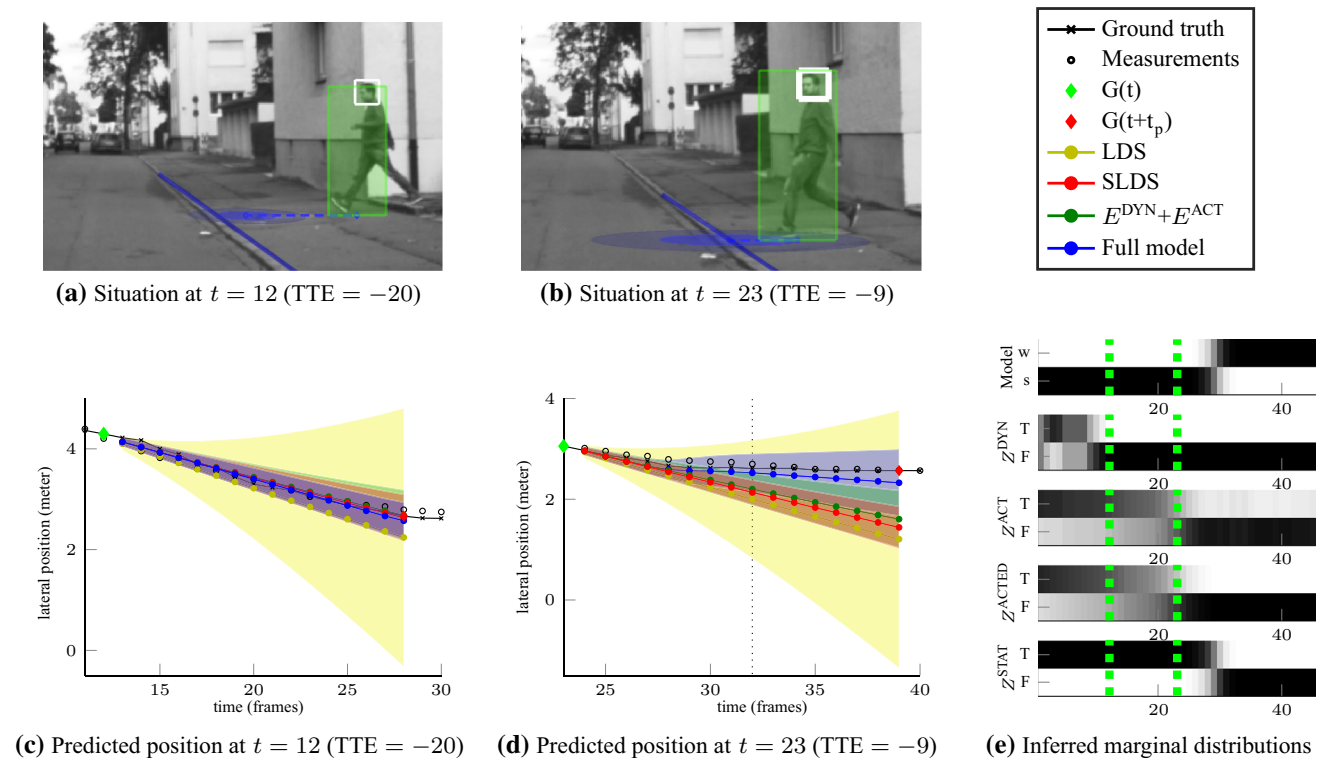 Ground truth
Measurements
G(t)
G(t+t_p)
LDS
SLDS
E^DYN+E^ACT
Full model
(a) Situation at t = 12 (TTE = −20)
(b) Situation at t = 23 (TTE = −9)
lateral position (meter)
4
2
0
15
20
25
30
time (frames)
(c) Predicted position at t = 12 (TTE = −20)
lateral position (meter)
4
2
0
25
30
35
40
time (frames)
(d) Predicted position at t = 23 (TTE = −9)
Model
w
s
20
40
Z^DYN
T
F
20
40
Z^ACT
T
F
20
40
Z^ACTED
T
F
20
40
Z^STAT
T
F
20
40
(e) Inferred marginal distributions